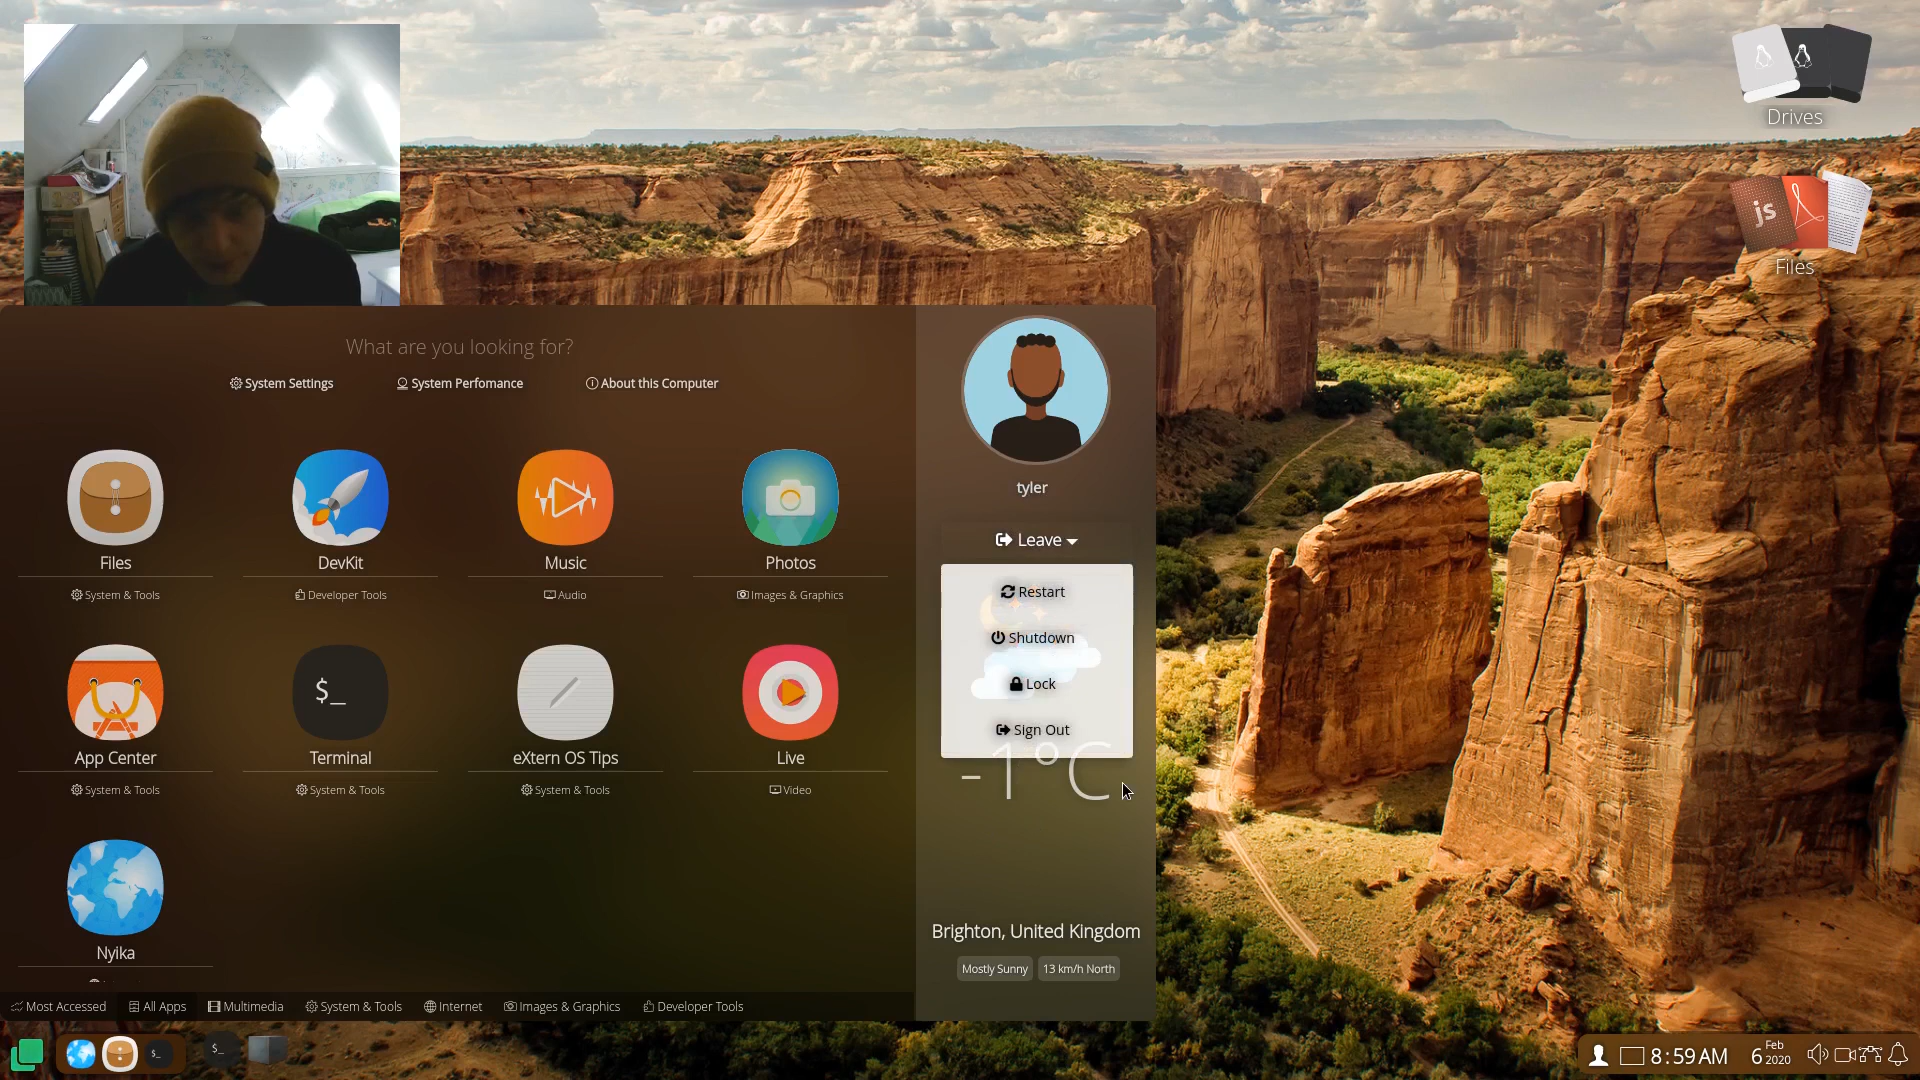 Drives
js
Files
What are you looking for?
System Settings
System Perfomance
About this Computer
tyler
Leave
Restart
Shutdown
Lock
Sign Out
-1°C
Brighton, United Kingdom
Mostly Sunny
13 km/h North
Files
DevKit
Music
Photos
System & Tools
Developer Tools
Audio
Images & Graphics
$_
App Center
Terminal
eXtern OS Tips
Live
System & Tools
System & Tools
System & Tools
Video
Nyika
Most Accessed
All Apps
Multimedia
System & Tools
Internet
Images & Graphics
Developer Tools
$_
$_
8:59 AM
6 Feb 2020